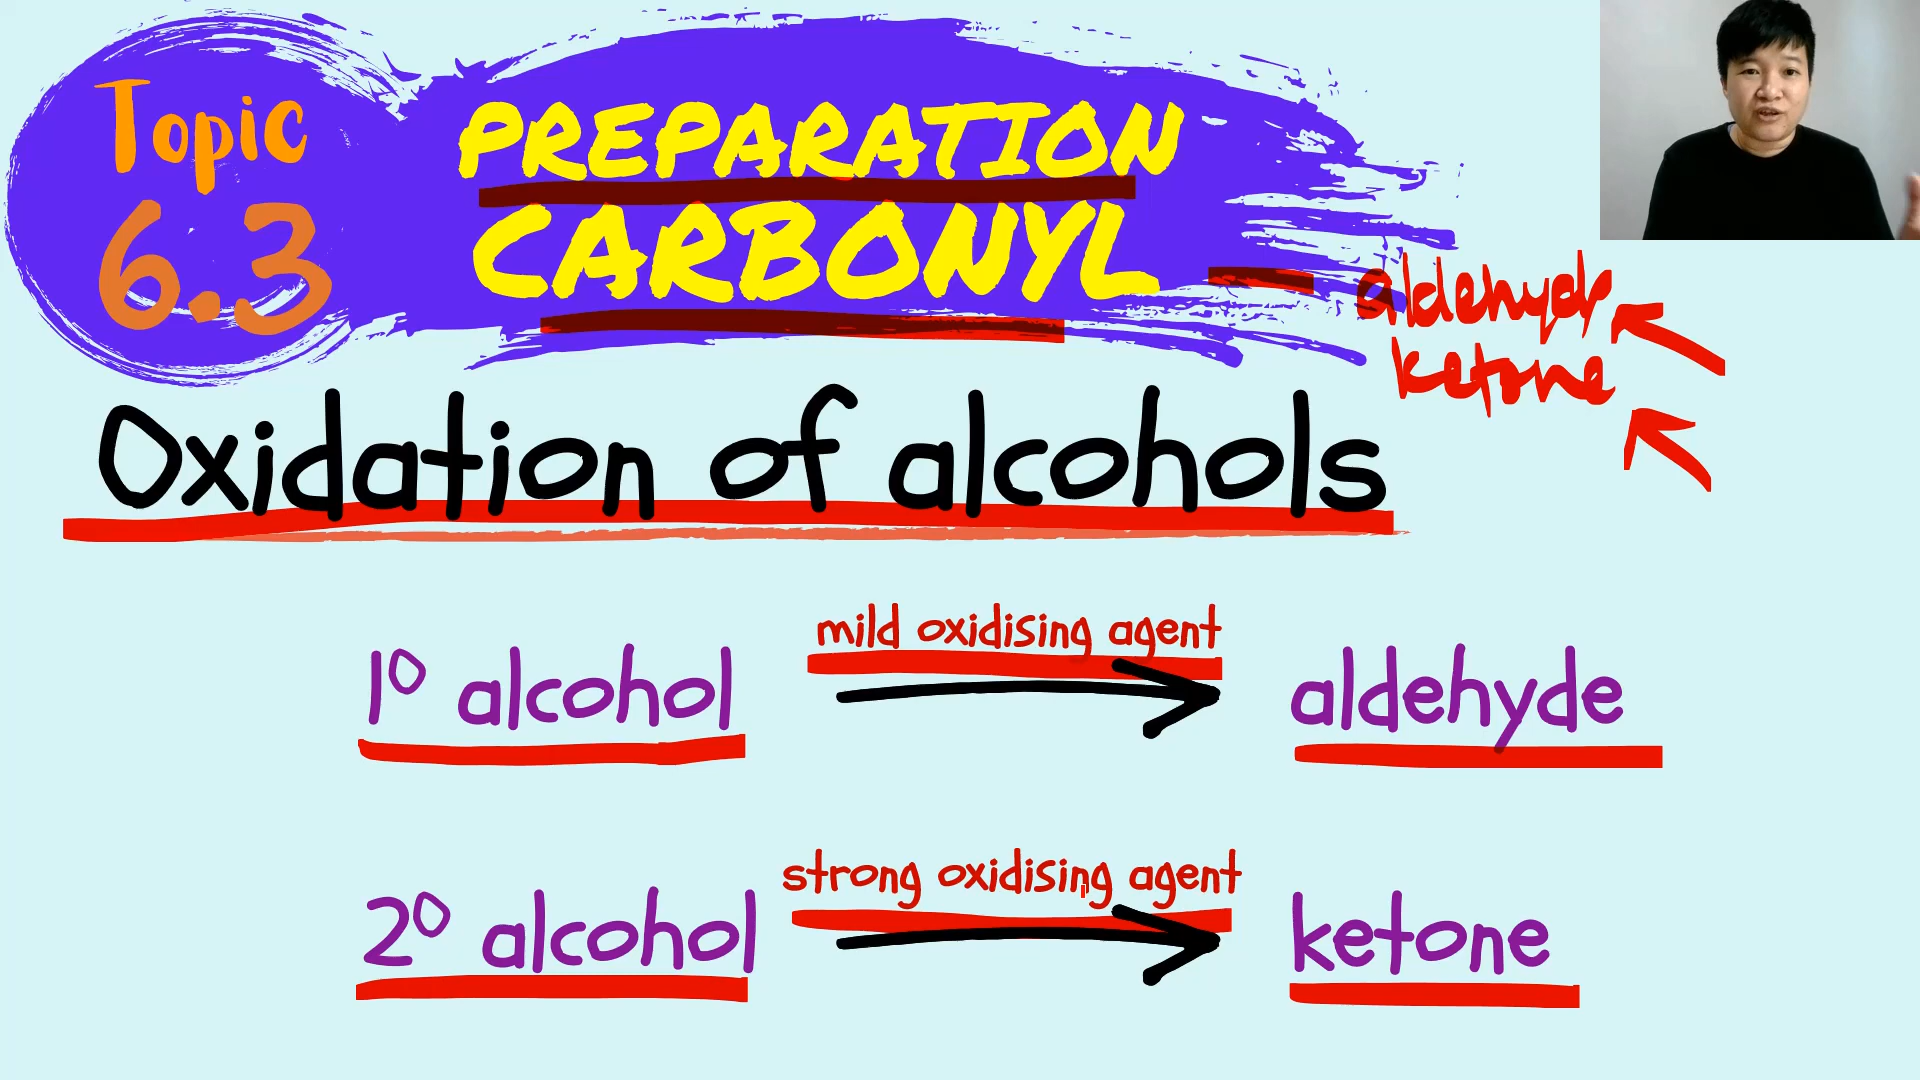 Topic
6.3
PREPARATION
CARBONYL
aldehyde
ketone
Oxidation of alcohols
mild oxidising agent
1° alcohol
aldehyde
strong oxidising agent
2° alcohol
ketone